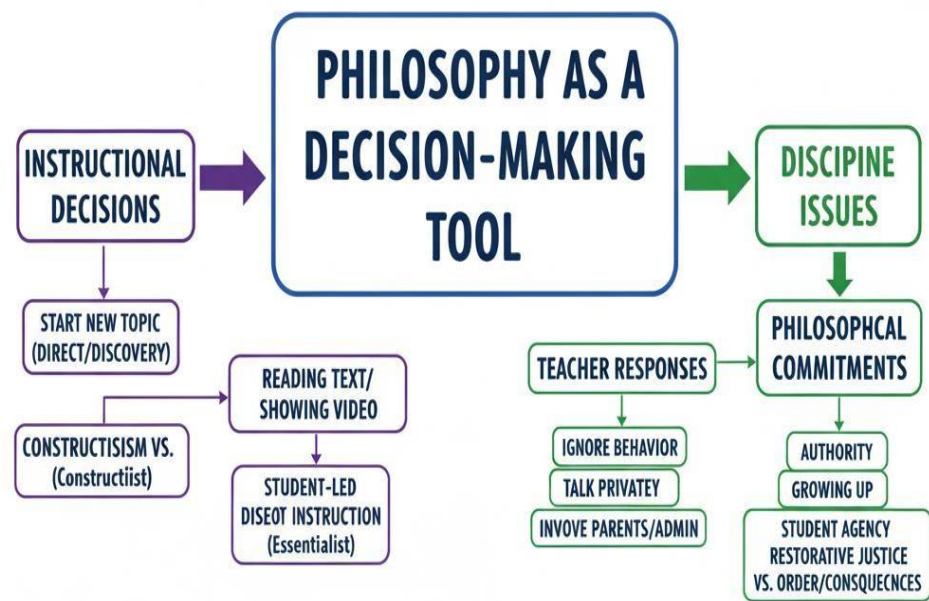 PHILOSOPHY AS A
DECISION-MAKING
TOOL
INSTRUCTIONAL
DECISIONS
DISCIPINE
ISSUES
START NEW TOPIC
(DIRECT/DISCOVERY)
READING TEXT/
SHOWING VIDEO
CONSTRUCTISISM VS.
(Constructiist)
STUDENT-LED
DISEOT INSTRUCTION
(Essentialist)
TEACHER RESPONSES
IGNORE BEHAVIOR
TALK PRIVATEY
INVOVE PARENTS/ADMIN
PHILOSOPHCAL
COMMITMENTS
AUTHORITY
GROWING UP
STUDENT AGENCY
RESTORATIVE JUSTICE
VS. ORDER/CONSQUECNCES